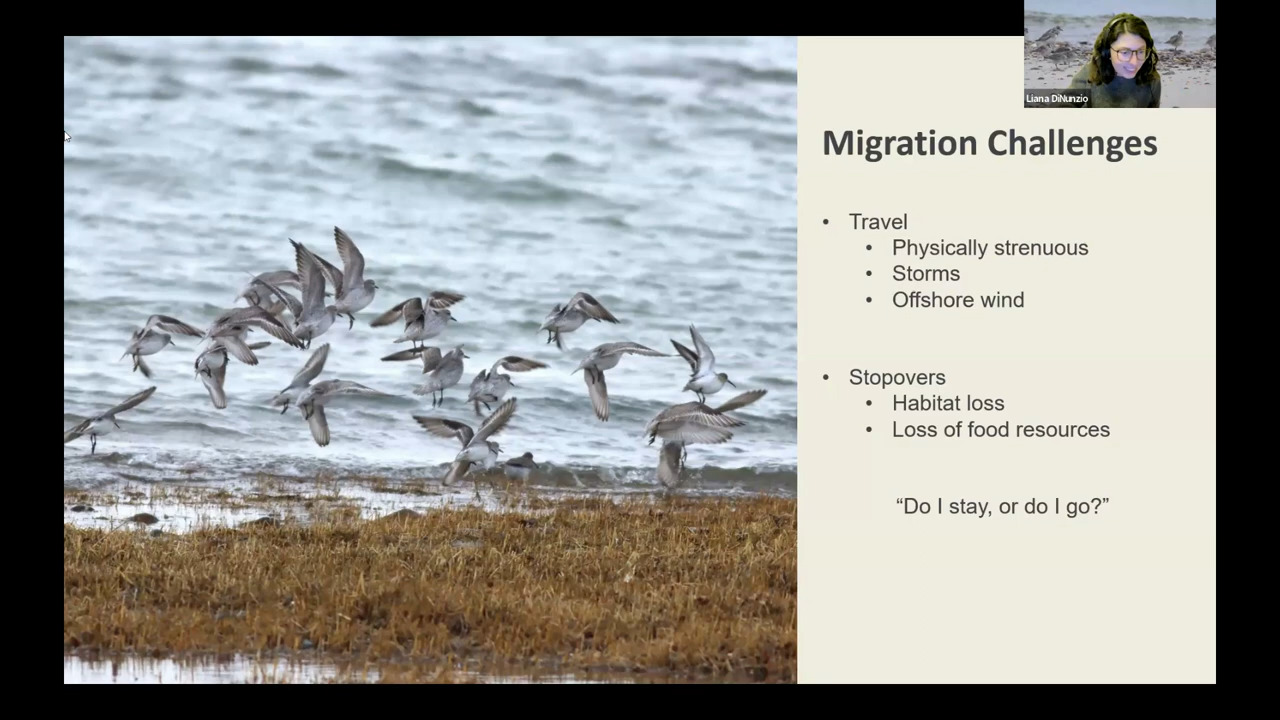 Liana DiNunzio
Migration Challenges
• Travel
• Physically strenuous
• Storms
• Offshore wind
• Stopovers
• Habitat loss
• Loss of food resources
“Do I stay, or do I go?”